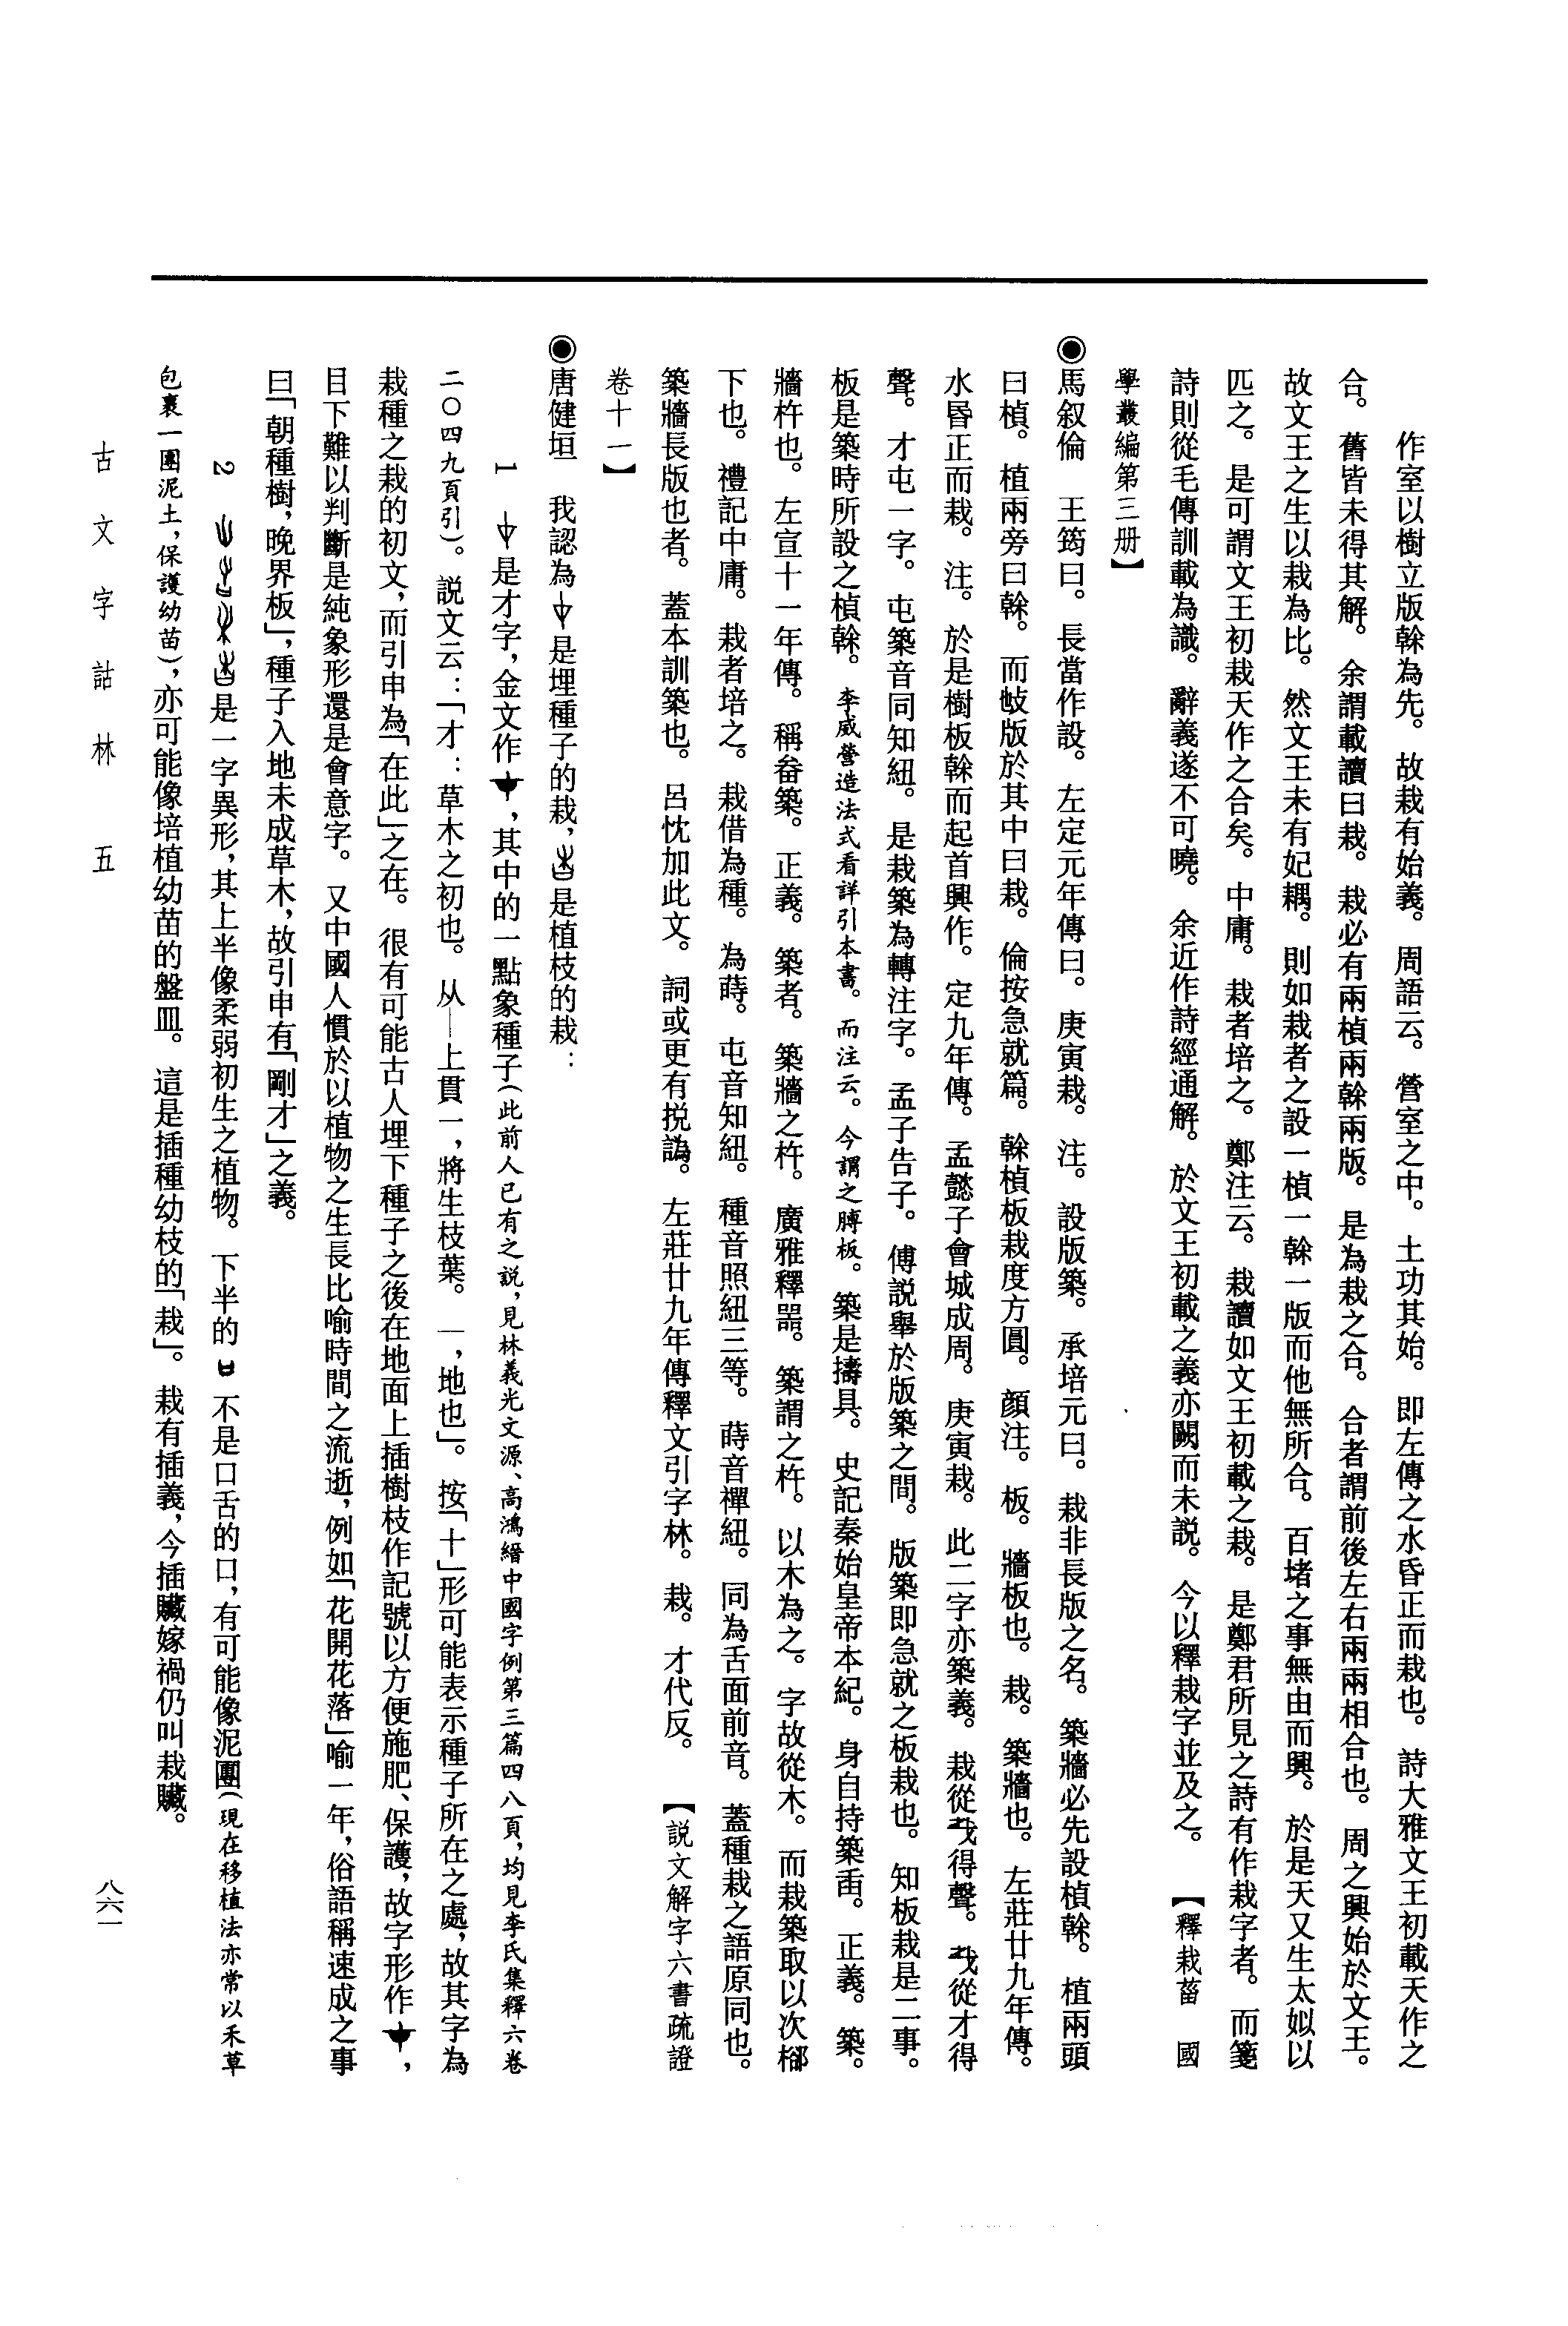 作室以樹立版榦為先。故栽有始義。周語云。營室之中。土功其始。即左傳之水昏正而栽也。詩大雅文王初載天作之
合。舊皆未得其解。余謂載讀曰栽。栽必有兩楨兩榦兩版。是為栽之合。合者謂前後左右兩兩相合也。周之興始於文王。
故文王之生以栽為比。然文王未有妃耦。則如栽者之設一楨一榦一版而他無所合。百堵之事無由而興。於是天又生太姒以
匹之。是可謂文王初栽天作之合矣。中庸。栽者培之。鄭注云。栽讀如文王初載之栽。是鄭君所見之詩有作栽字者。而箋
詩則從毛傳訓載為識。辭義遂不可曉。余近作詩經通解。於文王初載之義亦闕而未説。今以釋栽字並及之。【釋栽菑 國
學叢編第三册】
◉馬叙倫 王筠曰。長當作設。左定元年傳曰。庚寅栽。注。設版築。承培元曰。栽非長版之名。築牆必先設楨榦。植兩頭
曰楨。植兩旁曰榦。而攱版於其中曰栽。倫按急就篇。榦楨板栽度方圓。顔注。板。牆板也。栽。築牆也。左莊廿九年傳。
水昏正而栽。注。於是樹板榦而起首興作。定九年傳。孟懿子會城成周。庚寅栽。此二字亦築義。栽從𢦏得聲。𢦏從才得
聲。才屯一字。屯築音同知紐。是栽築為轉注字。孟子告子。傅説舉於版築之間。版築即急就之板栽也。知板栽是二事。
板是築時所設之楨榦。李威營造法式看詳引本書。而注云。今謂之膊板。築是擣具。史記秦始皇帝本紀。身自持築臿。正義。築。
牆杵也。左宣十一年傳。稱畚築。正義。築者。築牆之杵。廣雅釋器。築謂之杵。以木為之。字故從木。而栽築取以次㭮
下也。禮記中庸。栽者培之。栽借為種。為蒔。屯音知紐。種音照紐三等。蒔音禪紐。同為舌面前音。蓋種栽之語原同也。
築牆長版也者。蓋本訓築也。呂忱加此文。詞或更有挩譌。左莊廿九年傳釋文引字林。栽。才代反。【説文解字六書疏證
卷十一】
◉唐健垣 我認為是埋種子的栽，是植枝的栽：
1 是才字，金文作，其中的一點象種子（此前人已有之説，見林義光文源、高鴻縉中國字例第三篇四八頁，均見李氏集釋六卷
二〇四九頁引）。説文云：「才：草木之初也。从丨上貫一，將生枝葉。一，地也」。按「十」形可能表示種子所在之處，故其字為
栽種之栽的初文，而引申為「在此」之在。很有可能古人埋下種子之後在地面上插樹枝作記號以方便施肥、保護，故字形作，
目下難以判斷是純象形還是會意字。又中國人慣於以植物之生長比喻時間之流逝，例如「花開花落」喻一年，俗語稱速成之事
曰「朝種樹，晚界板」，種子入地未成草木，故引申有「剛才」之義。
2 是一字異形，其上半像柔弱初生之植物。下半的不是口舌的口，有可能像泥團（現在移植法亦常以禾草
包裹一團泥土，保護幼苗），亦可能像培植幼苗的盤皿。這是插種幼枝的「栽」。栽有插義，今插贓嫁禍仍叫栽贓。
古文字詁林 五
八六一